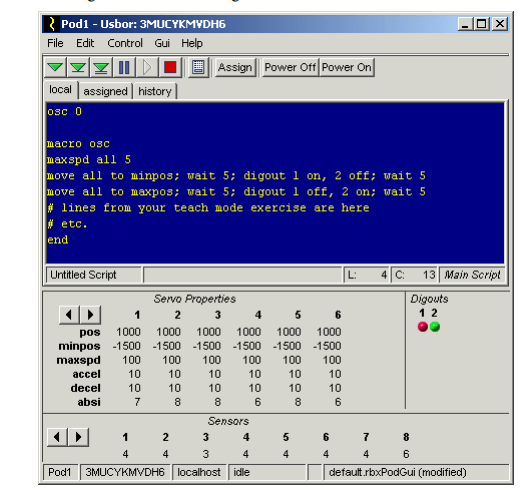 Pod1 - Usbor: 3MUCYKMVDH6
File Edit Control Gui Help
Assign Power Off Power On
local assigned history
osc 0
macro osc
maxspd all 5
move all to minpos; wait 5; digout 1 on, 2 off; wait 5
move all to maxpos; wait 5; digout 1 off, 2 on; wait 5
# lines from your teach mode exercise are here
# etc.
end
Untitled Script L: 4 C: 13 Main Script
Servo Properties Digouts
1 2 3 4 5 6 1 2
pos 1000 1000 1000 1000 1000 1000
minpos -1500 -1500 -1500 -1500 -1500 -1500
maxspd 100 100 100 100 100 100
accel 10 10 10 10 10 10
decel 10 10 10 10 10 10
absi 7 8 8 6 8 6
Sensors
1 2 3 4 5 6 7 8
4 4 3 4 4 4 4 6
Pod1 3MUCYKMVDH6 localhost idle default.rbxPodGui (modified)